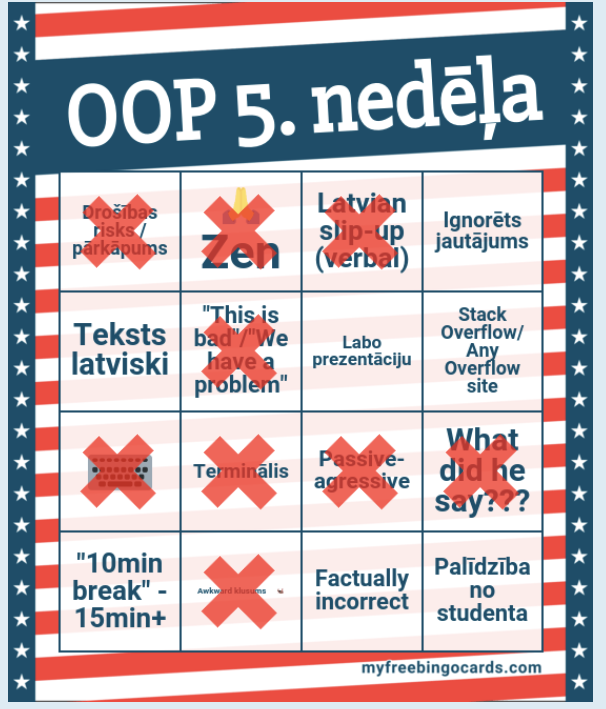 OOP 5. nedēļa
Drošības
risks /
pārkāpums
Zen
Latvian
slip-up
(verbal)
Ignorēts
jautājums
Teksts
latviski
"This is
bad"/"We
have a
problem"
Labo
prezentāciju
Stack
Overflow/
Any
Overflow
site
Terminālis
Passive-
agressive
What
did he
say???
"10min
break" -
15min+
Awkward klusums
Factually
incorrect
Palīdzība
no
studenta
myfreebingocards.com